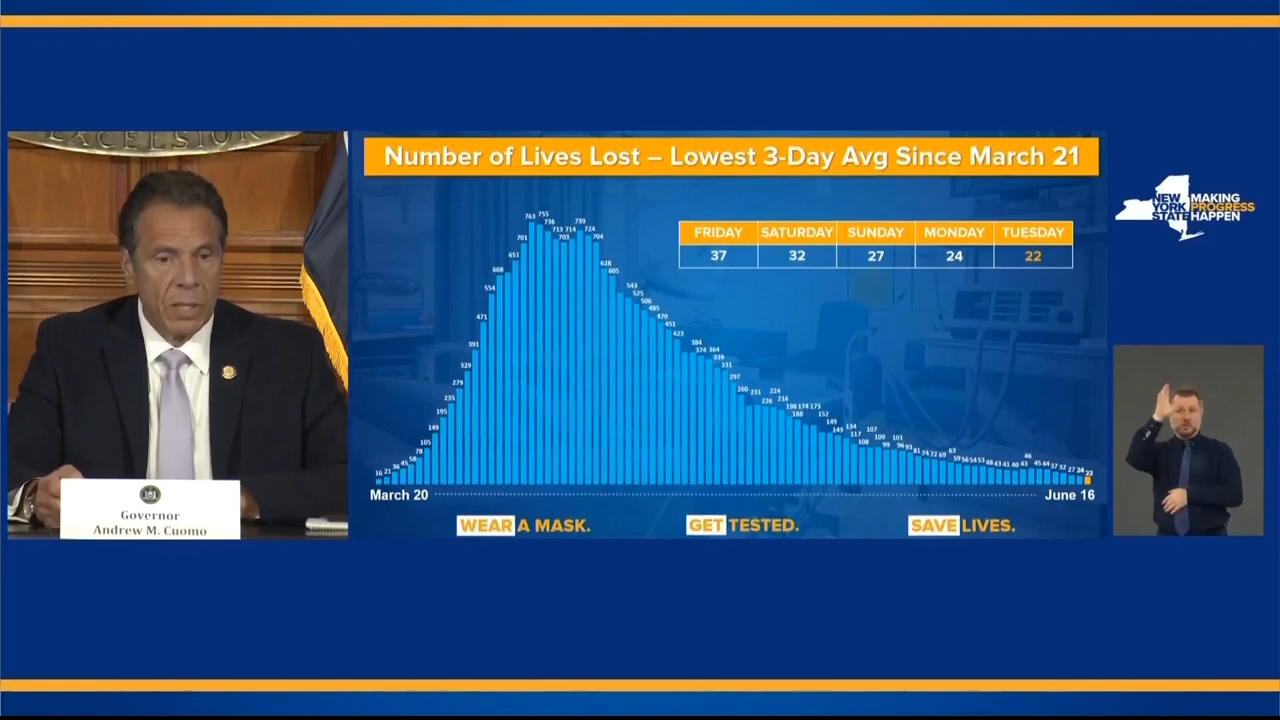 EXCELSIOR
Governor
Andrew M. Cuomo
Number of Lives Lost – Lowest 3-Day Avg Since March 21
FRIDAY SATURDAY SUNDAY MONDAY TUESDAY
37 32 27 24 22
16 21 36 45 58 78 105 149 195 235 279 329 391 471 554 608 651 701 763 755 736 713 703 714 739 724 704 628 605 543 525 506 485 470 451 423 384 374 364 339 331 297 260 231 226 224 216 198 188 174 173 152 149 143 134 117 108 107 109 99 101 96 93 81 74 72 69 63 59 56 54 53 48 43 41 40 43 46 45 44 37 32 27 24 22
March 20 June 16
WEAR A MASK. GET TESTED. SAVE LIVES.
NEW YORK STATE
MAKING
PROGRESS
HAPPEN